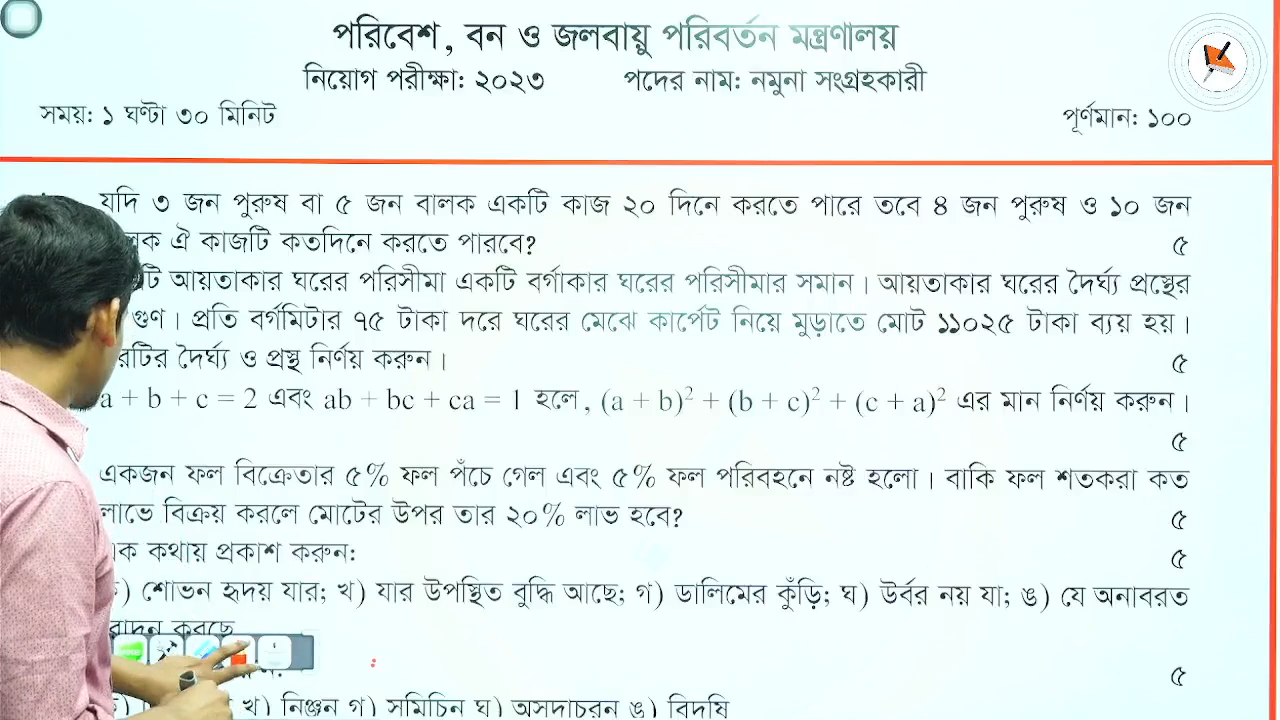 পরিবেশ, বন ও জলবায়ু পরিবর্তন মন্ত্রণালয়
নিয়োগ পরীক্ষা: ২০২৩ পদের নাম: নমুনা সংগ্রহকারী
সময়: ১ ঘণ্টা ৩০ মিনিট পূর্ণমান: ১০০
যদি ৩ জন পুরুষ বা ৫ জন বালক একটি কাজ ২০ দিনে করতে পারে তবে ৪ জন পুরুষ ও ১০ জন
ঐ কাজটি কতদিনে করতে পারবে? ৫
আয়তাকার ঘরের পরিসীমা একটি বর্গাকার ঘরের পরিসীমার সমান। আয়তাকার ঘরের দৈর্ঘ্য প্রস্থের
গুণ। প্রতি বর্গমিটার ৭৫ টাকা দরে ঘরের মেঝে কার্পেট নিয়ে মুড়াতে মোট ১১০২৫ টাকা ব্যয় হয়।
দৈর্ঘ্য ও প্রস্থ নির্ণয় করুন। ৫
a + b + c = 2 এবং ab + bc + ca = 1 হলে, (a + b)² + (b + c)² + (c + a)² এর মান নির্ণয় করুন।
৫
একজন ফল বিক্রেতার ৫% ফল পঁচে গেল এবং ৫% ফল পরিবহনে নষ্ট হলো। বাকি ফল শতকরা কত
লাভে বিক্রয় করলে মোটের উপর তার ২০% লাভ হবে? ৫
কথায় প্রকাশ করুন: ৫
) শোভন হৃদয় যার; খ) যার উপস্থিত বুদ্ধি আছে; গ) ডালিমের কুঁড়ি; ঘ) উর্বর নয় যা; ঙ) যে অনাবরত
করছে
৫
খ) নিঞ্জন গ) সমিচিন ঘ) অসদাচরন ঙ) বিদষি